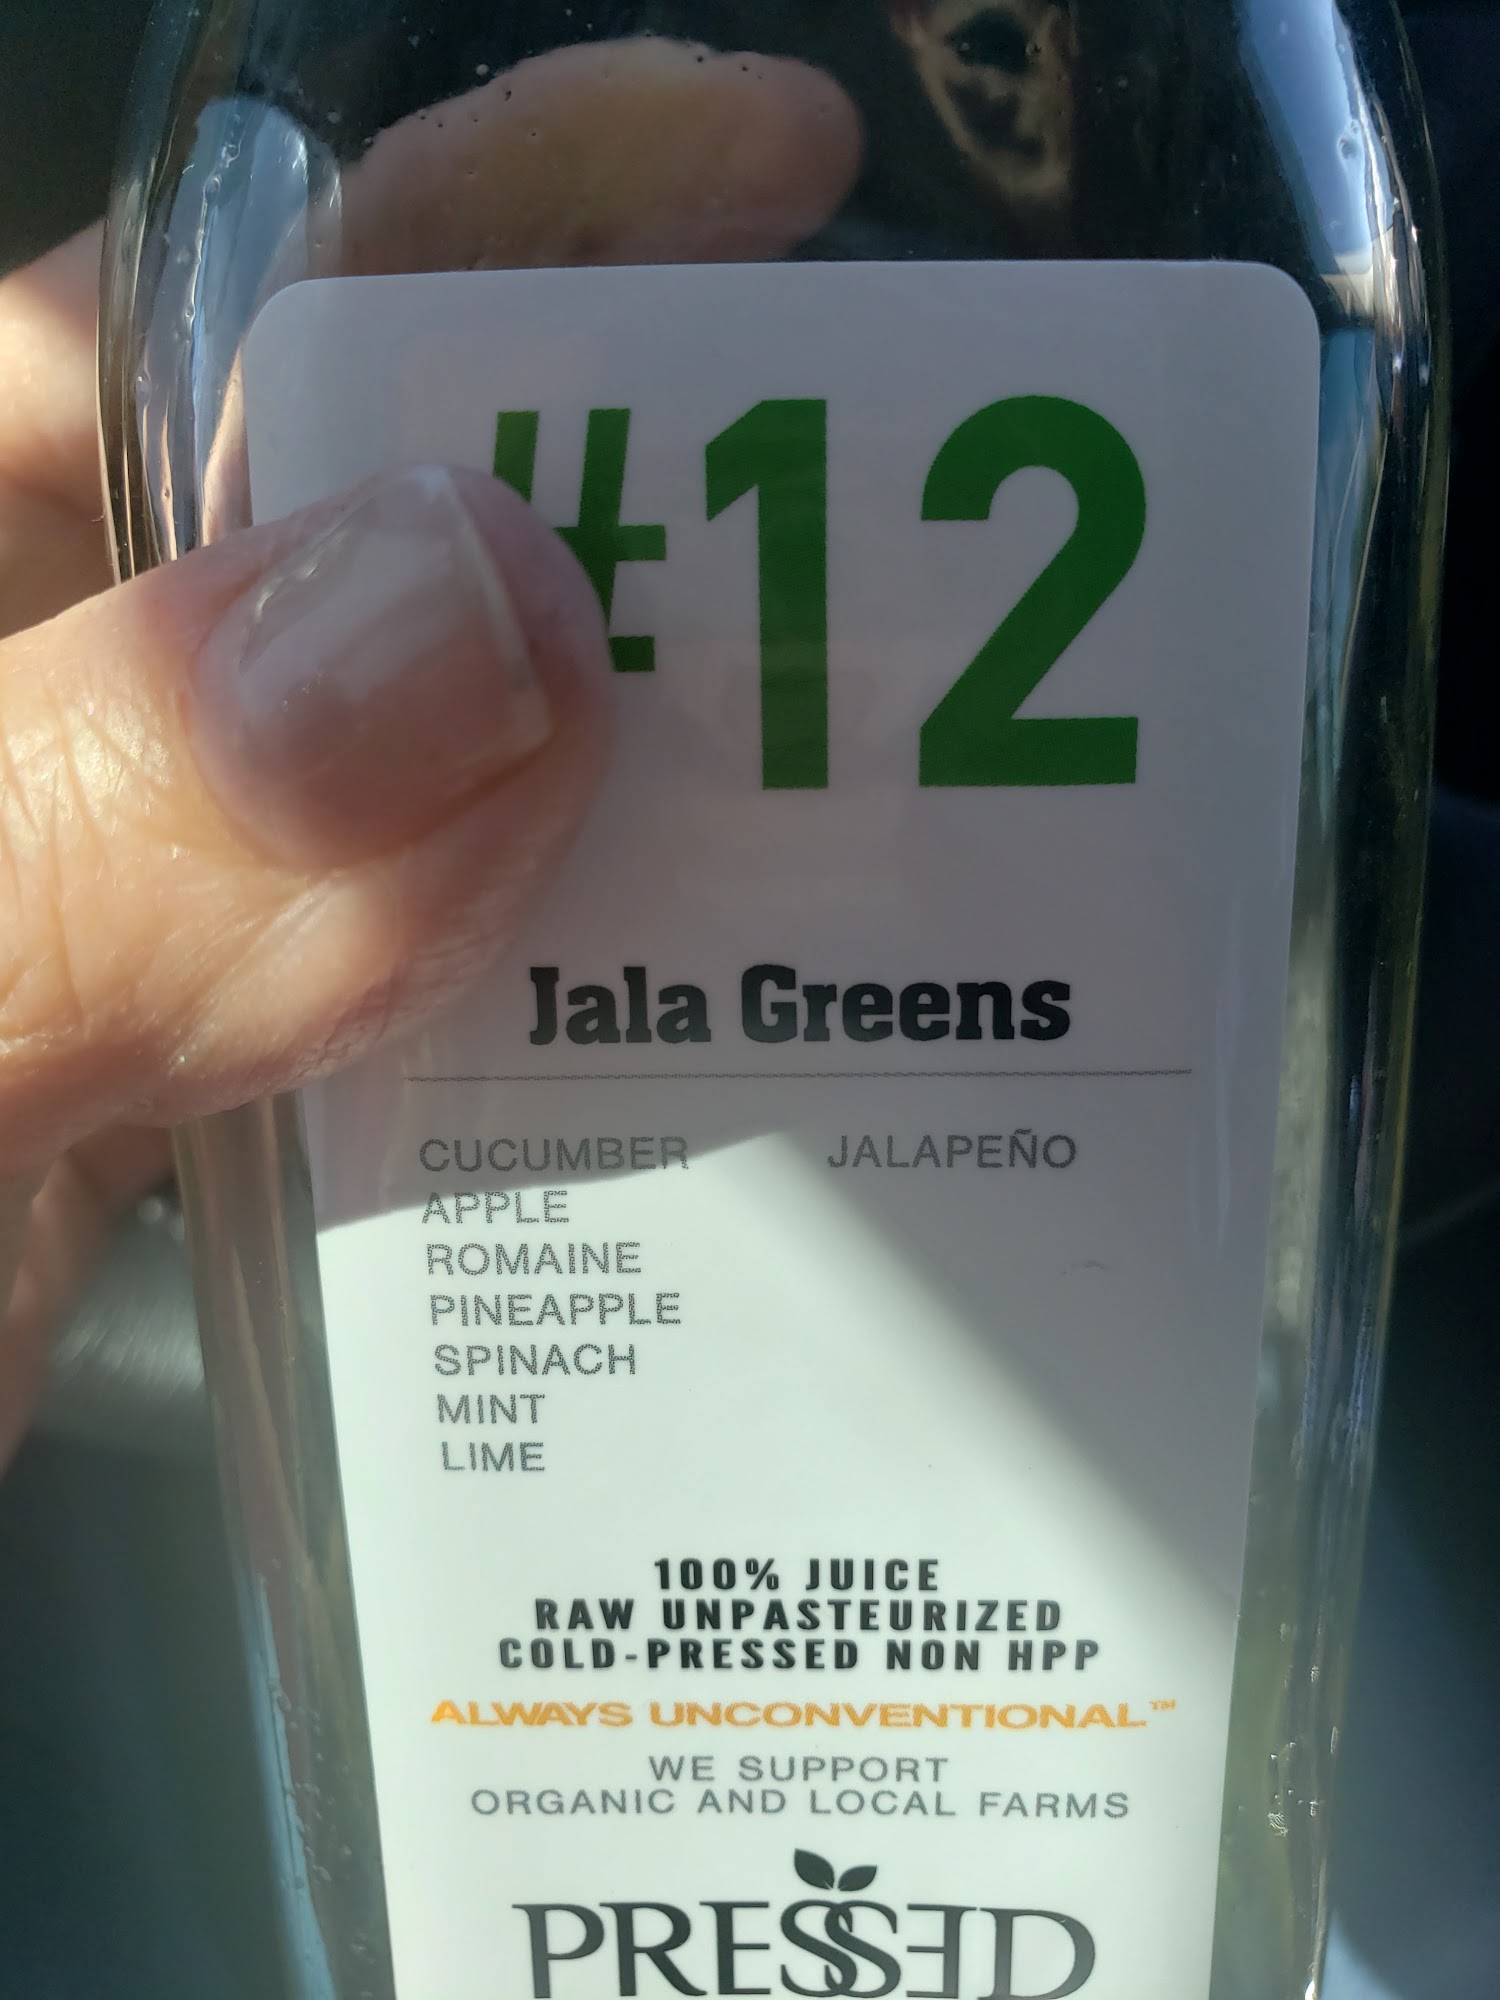 #12
Jala Greens
CUCUMBER JALAPEÑO
APPLE
ROMAINE
PINEAPPLE
SPINACH
MINT
LIME
100% JUICE
RAW UNPASTEURIZED
COLD-PRESSED NON HPP
ALWAYS UNCONVENTIONAL™
WE SUPPORT
ORGANIC AND LOCAL FARMS
PRESSED